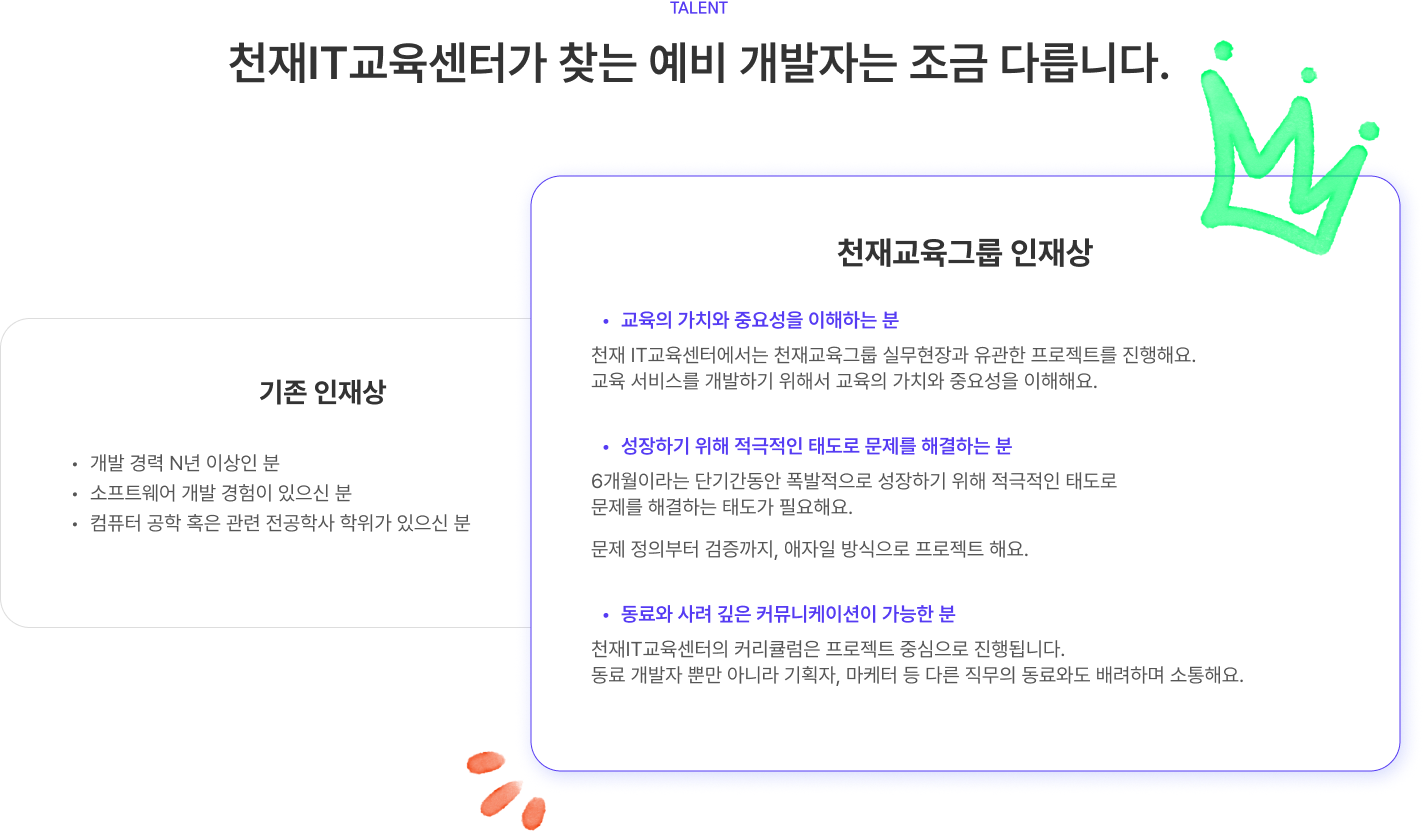 TALENT
천재IT교육센터가 찾는 예비 개발자는 조금 다릅니다.
기존 인재상
• 개발 경력 N년 이상인 분
• 소프트웨어 개발 경험이 있으신 분
• 컴퓨터 공학 혹은 관련 전공학사 학위가 있으신 분
천재교육그룹 인재상
• 교육의 가치와 중요성을 이해하는 분
천재 IT교육센터에서는 천재교육그룹 실무현장과 유관한 프로젝트를 진행해요.
교육 서비스를 개발하기 위해서 교육의 가치와 중요성을 이해해요.
• 성장하기 위해 적극적인 태도로 문제를 해결하는 분
6개월이라는 단기간동안 폭발적으로 성장하기 위해 적극적인 태도로
문제를 해결하는 태도가 필요해요.
문제 정의부터 검증까지, 애자일 방식으로 프로젝트 해요.
• 동료와 사려 깊은 커뮤니케이션이 가능한 분
천재IT교육센터의 커리큘럼은 프로젝트 중심으로 진행됩니다.
동료 개발자 뿐만 아니라 기획자, 마케터 등 다른 직무의 동료와도 배려하며 소통해요.